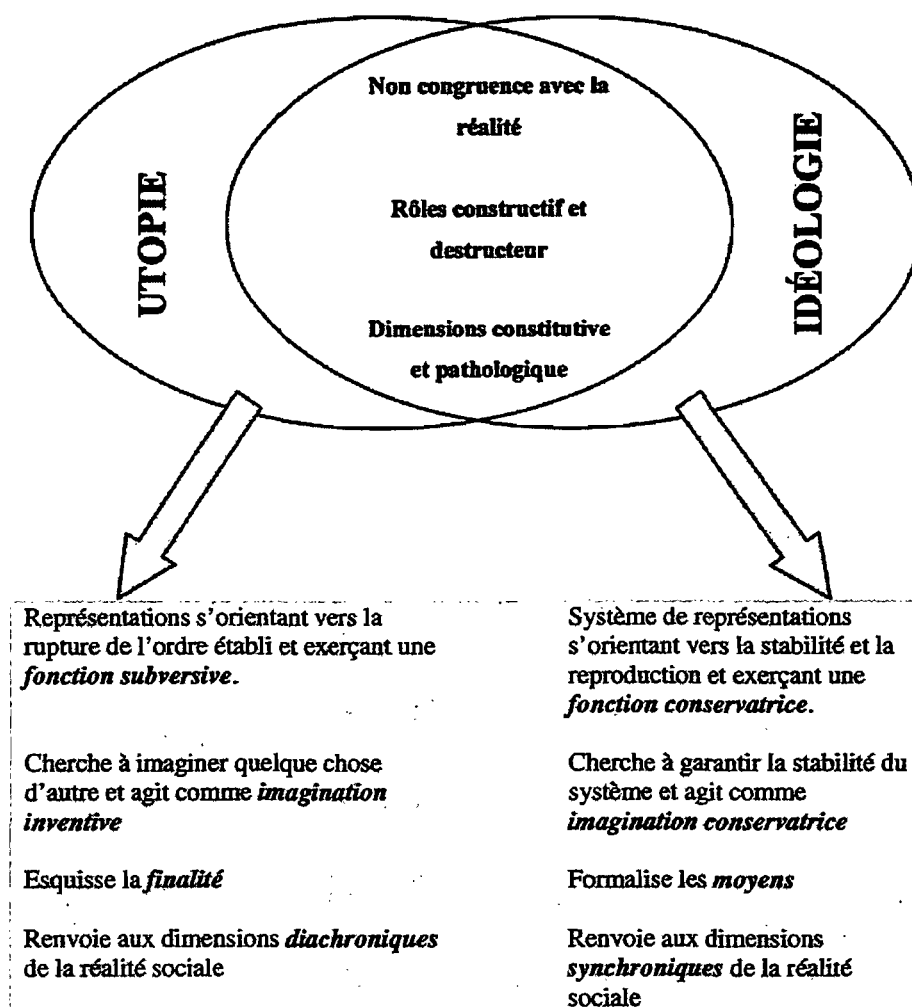 UTOPIE
Non congruence avec la
réalité
Rôles constructif et
destructeur
Dimensions constitutive
et pathologique
IDÉOLOGIE
Représentations s'orientant vers la
rupture de l'ordre établi et exerçant une
fonction subversive.
Cherche à imaginer quelque chose
d'autre et agit comme imagination
inventive
Esquisse la finalité
Renvoie aux dimensions diachroniques
de la réalité sociale
Système de représentations
s'orientant vers la stabilité et la
reproduction et exerçant une
fonction conservatrice.
Cherche à garantir la stabilité du
système et agit comme
imagination conservatrice
Formalise les moyens
Renvoie aux dimensions
synchroniques de la réalité
sociale